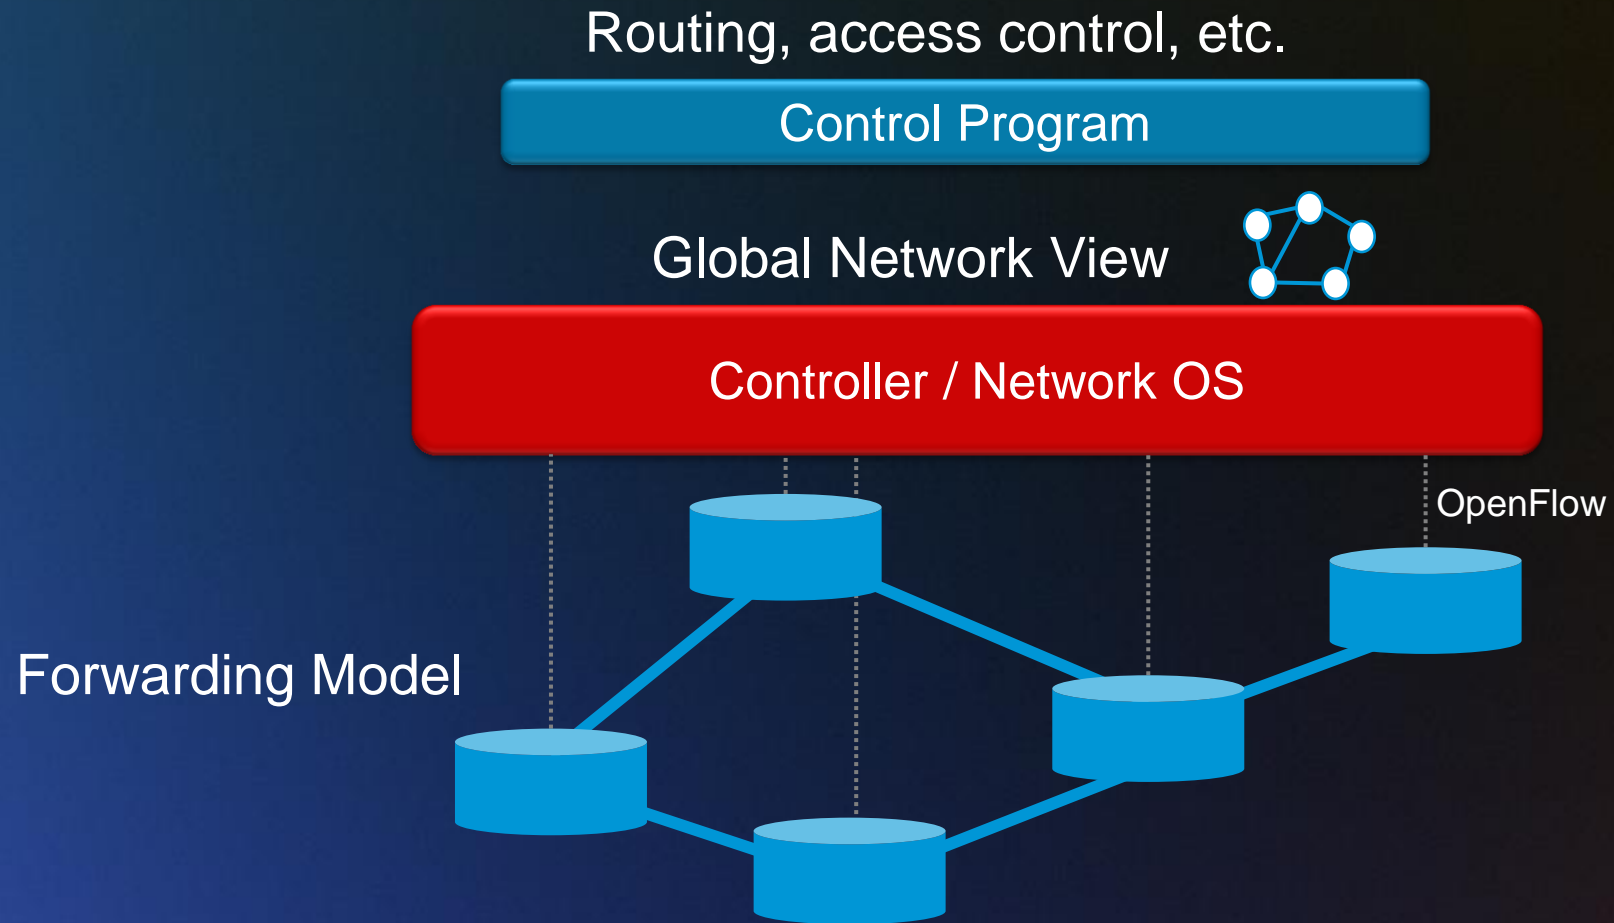 Routing, access control, etc.
Control Program
Global Network View
Controller / Network OS
OpenFlow
Forwarding Model